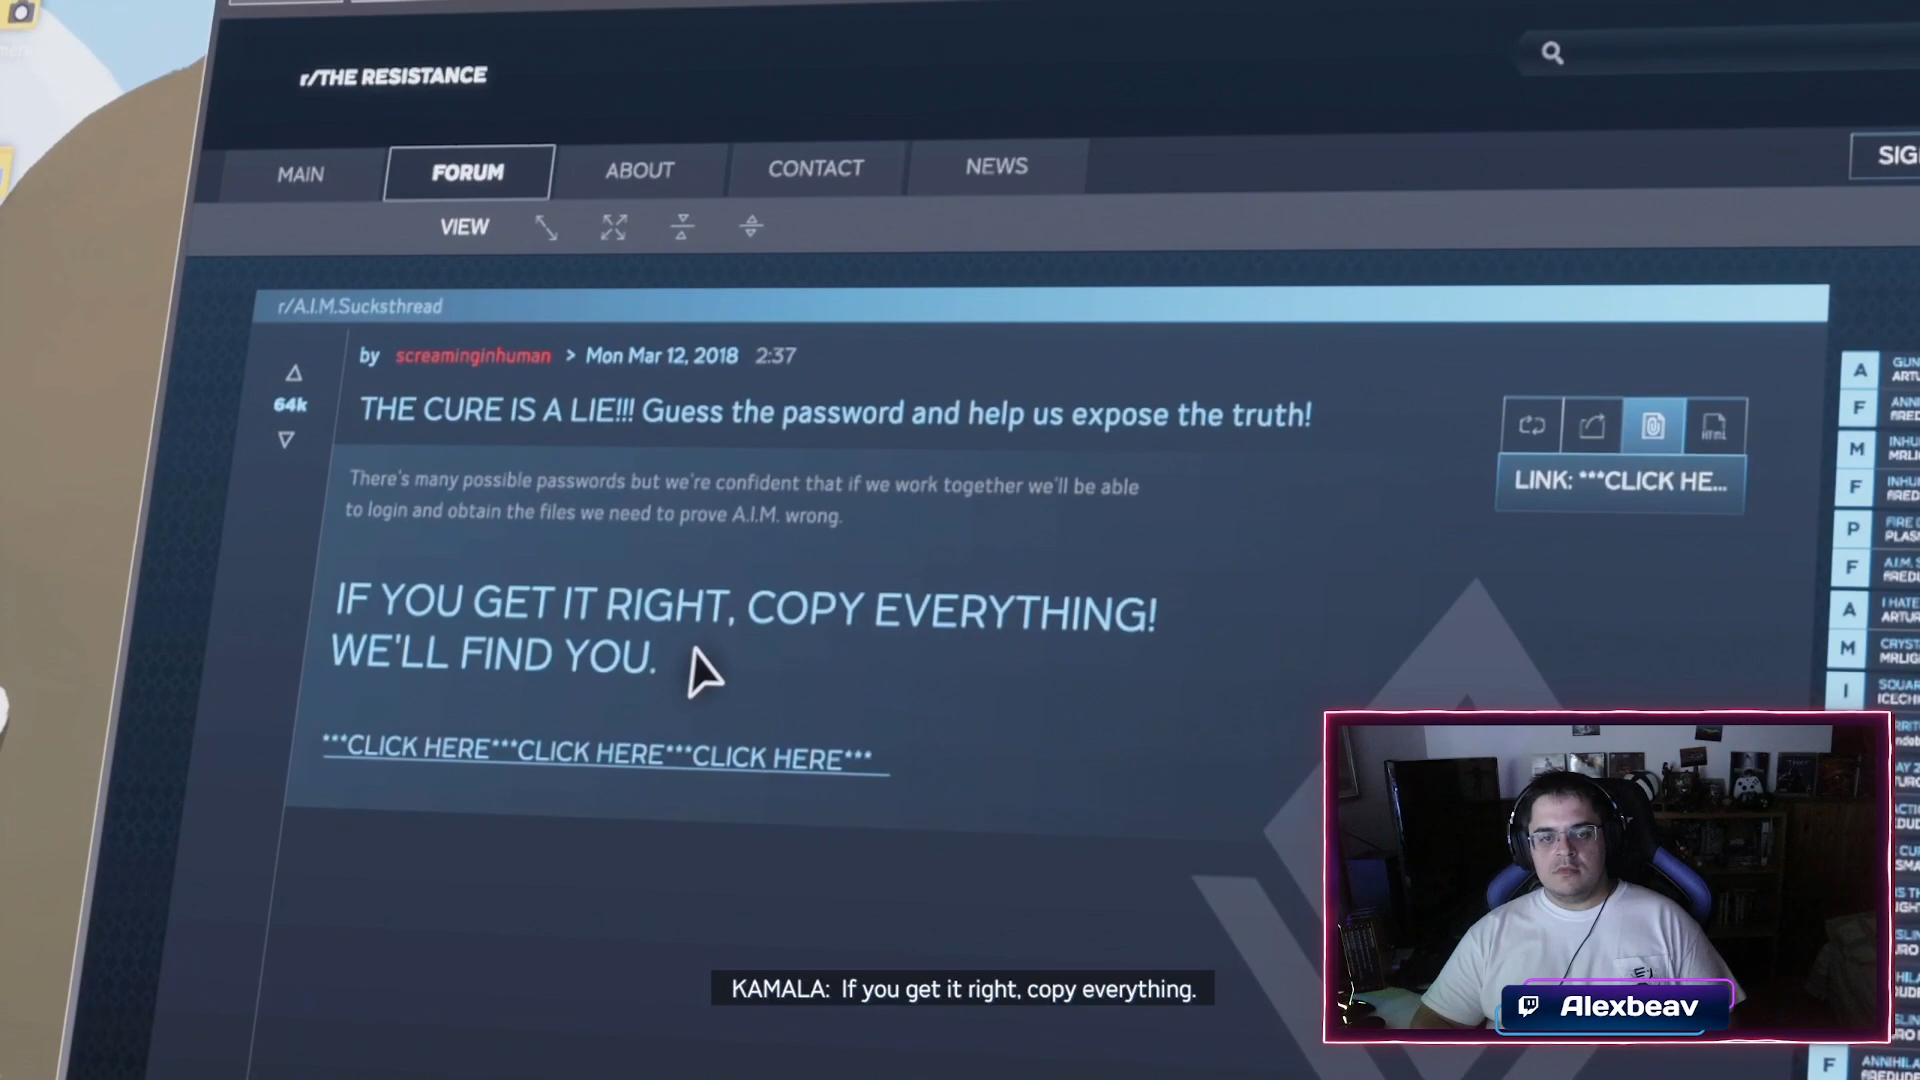 r/THE RESISTANCE
MAIN
FORUM
ABOUT
CONTACT
NEWS
VIEW
r/A.I.M.Sucksthread
by screaminginhuman > Mon Mar 12, 2018 2:37
64k
THE CURE IS A LIE!!! Guess the password and help us expose the truth!
HTML
LINK: ***CLICK HE...
There's many possible passwords but we're confident that if we work together we'll be able
to login and obtain the files we need to prove A.I.M. wrong.
IF YOU GET IT RIGHT, COPY EVERYTHING!
WE'LL FIND YOU.
***CLICK HERE***CLICK HERE***CLICK HERE***
A
F
M
F
P
F
A
M
I
F
KAMALA: If you get it right, copy everything.
Alexbeav